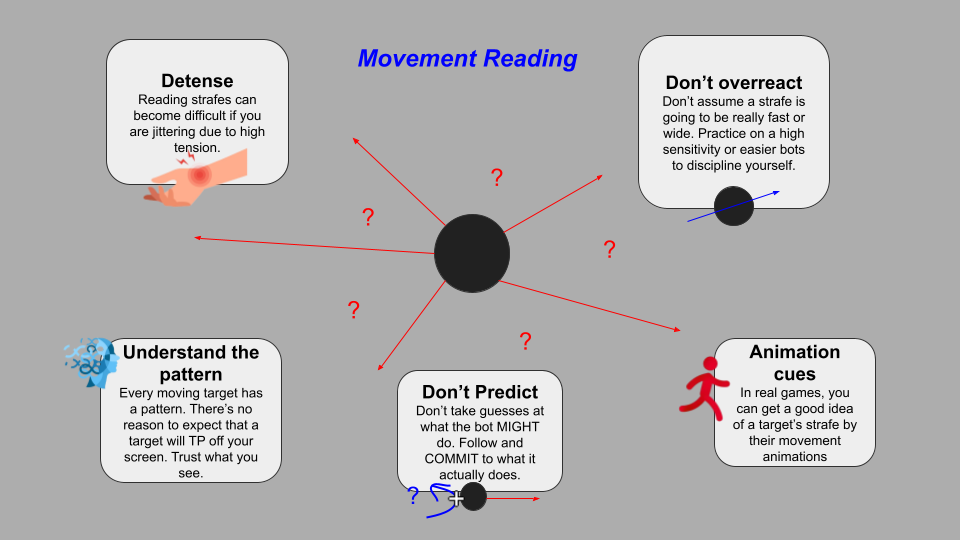 Movement Reading
Detense
Reading strafes can
become difficult if you
are jittering due to high
tension.
Don't overreact
Don't assume a strafe is
going to be really fast or
wide. Practice on a high
sensitivity or easier bots
to discipline yourself.
?
?
?
?
?
Understand the
pattern
Every moving target has
a pattern. There's no
reason to expect that a
target will TP off your
screen. Trust what you
see.
Don't Predict
Don't take guesses at
what the bot MIGHT
do. Follow and
COMMIT to what it
actually does.
?
Animation
cues
In real games, you
can get a good idea
of a target's strafe by
their movement
animations